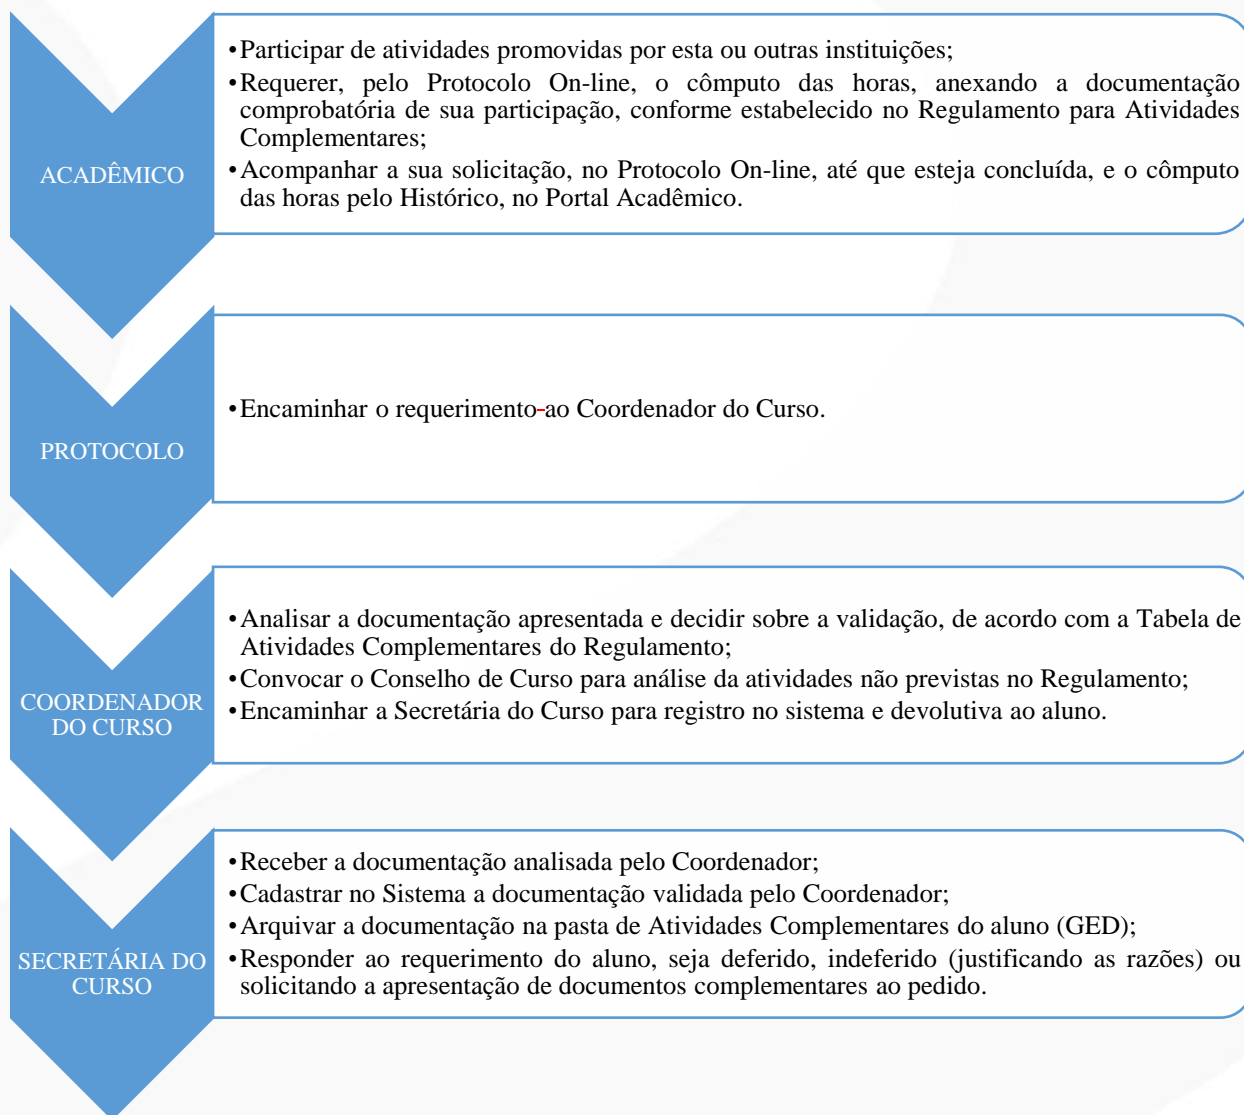 ACADÊMICO
•Participar de atividades promovidas por esta ou outras instituições;
•Requerer, pelo Protocolo On-line, o cômputo das horas, anexando a documentação
comprobatória de sua participação, conforme estabelecido no Regulamento para Atividades
Complementares;
•Acompanhar a sua solicitação, no Protocolo On-line, até que esteja concluída, e o cômputo
das horas pelo Histórico, no Portal Acadêmico.
PROTOCOLO
•Encaminhar o requerimento-ao Coordenador do Curso.
COORDENADOR
DO CURSO
•Analisar a documentação apresentada e decidir sobre a validação, de acordo com a Tabela de
Atividades Complementares do Regulamento;
•Convocar o Conselho de Curso para análise da atividades não previstas no Regulamento;
•Encaminhar a Secretária do Curso para registro no sistema e devolutiva ao aluno.
SECRETÁRIA DO
CURSO
•Receber a documentação analisada pelo Coordenador;
•Cadastrar no Sistema a documentação validada pelo Coordenador;
•Arquivar a documentação na pasta de Atividades Complementares do aluno (GED);
•Responder ao requerimento do aluno, seja deferido, indeferido (justificando as razões) ou
solicitando a apresentação de documentos complementares ao pedido.